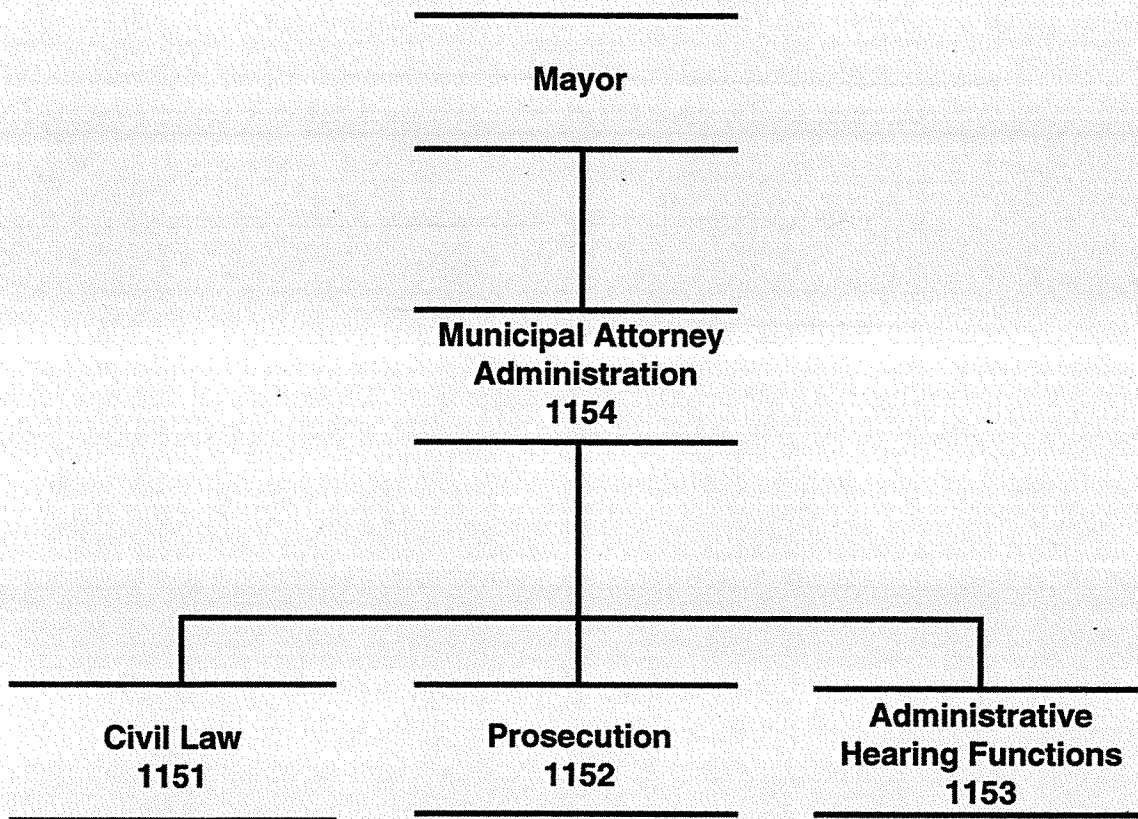 Mayor
Municipal Attorney
Administration
1154
Civil Law
1151
Prosecution
1152
Administrative
Hearing Functions
1153